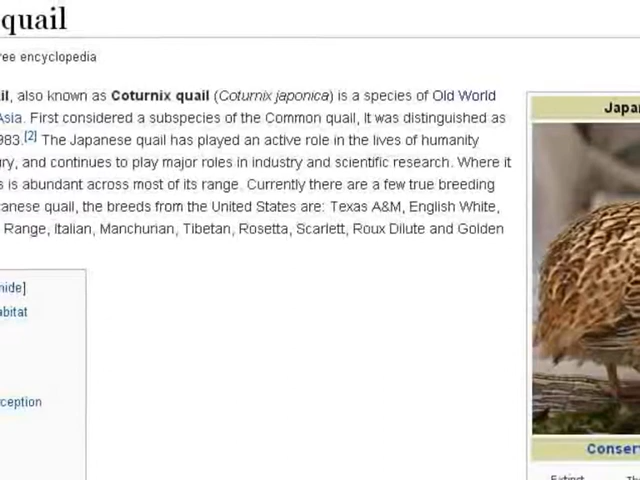 quail
ree encyclopedia
il, also known as Coturnix quail (Coturnix japonica) is a species of Old World
Asia. First considered a subspecies of the Common quail, It was distinguished as
983.[2] The Japanese quail has played an active role in the lives of humanity
ry, and continues to play major roles in industry and scientific research. Where it
s is abundant across most of its range. Currently there are a few true breeding
anese quail, the breeds from the United States are: Texas A&M, English White,
Range, Italian, Manchurian, Tibetan, Rosetta, Scarlett, Roux Dilute and Golden
hide]
abitat
ception
Japa
Conser
Extinct